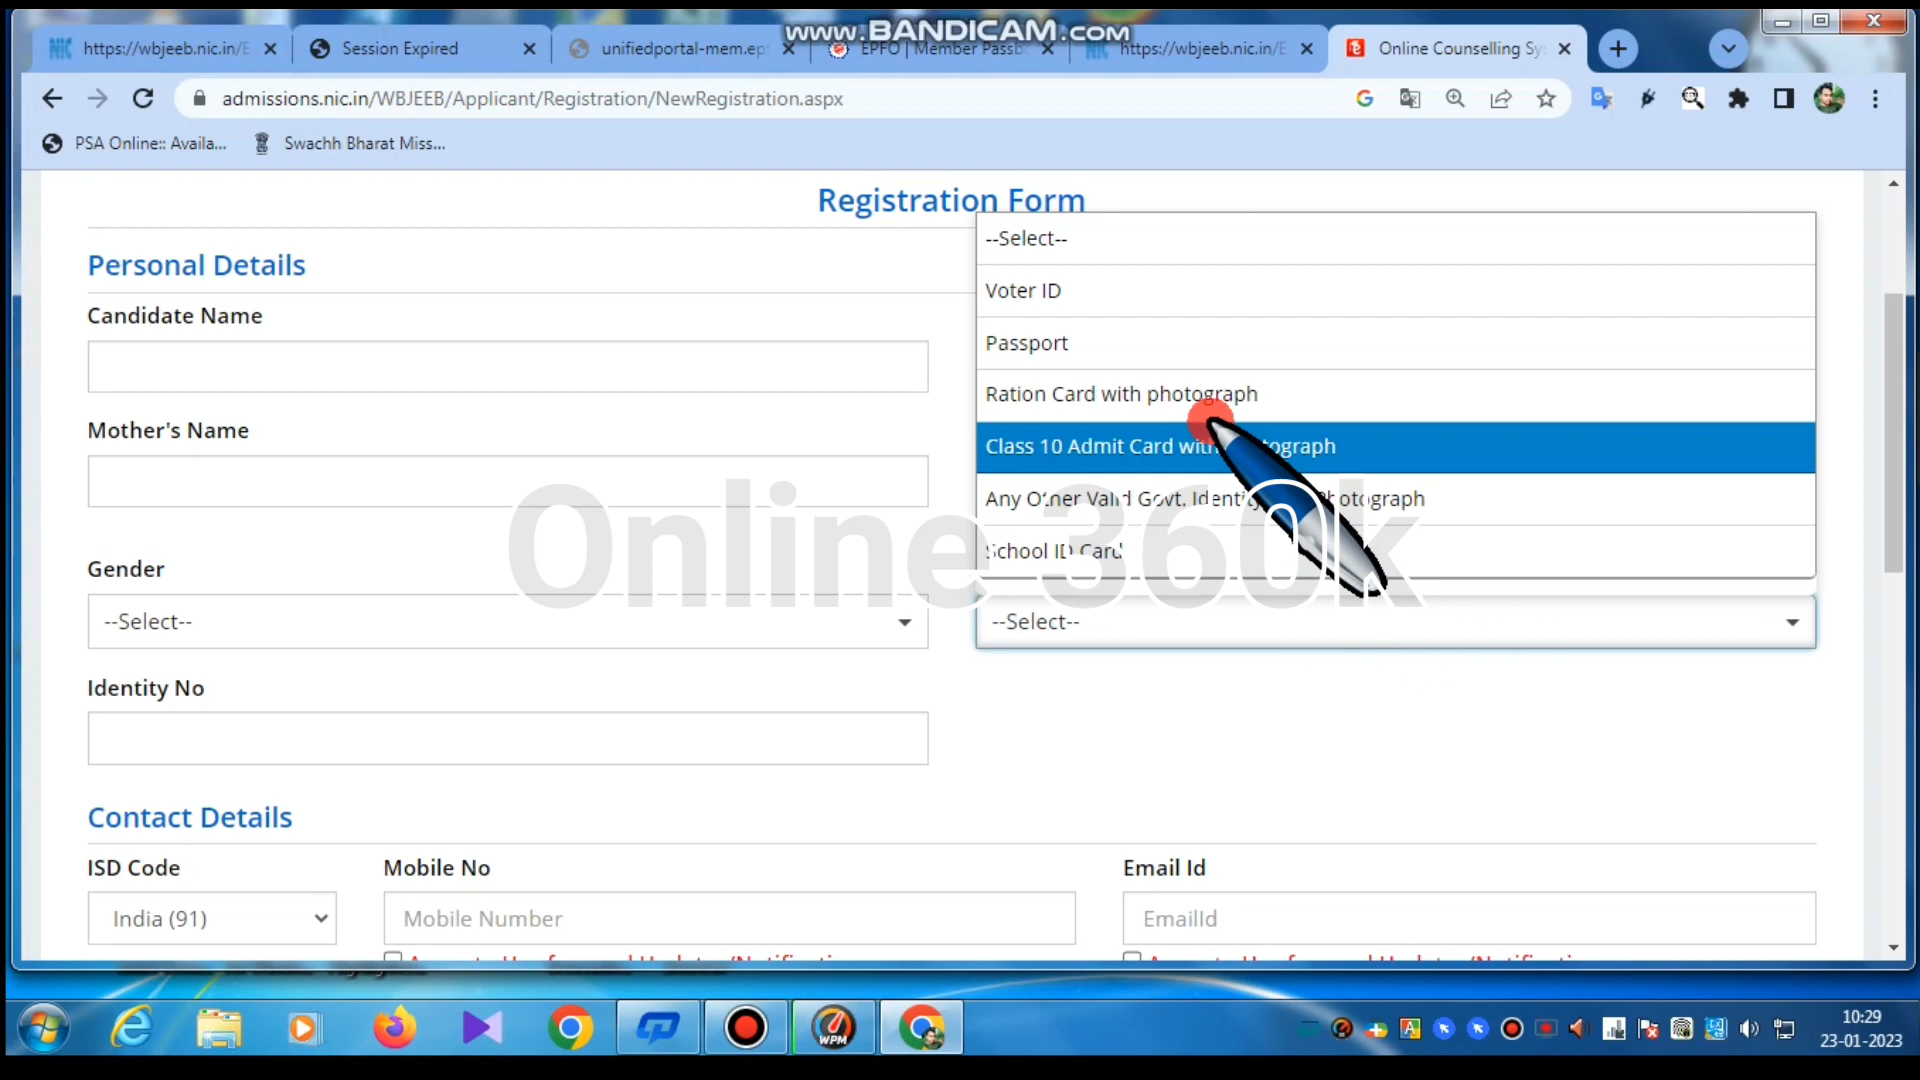 www.BANDICAM.com
https://wbjeeb.nic.in/E
Session Expired
unifiedportal-mem.ep
EPFO | Member Passb
https://wbjeeb.nic.in/E
Online Counselling Sy
admissions.nic.in/WBJEEB/Applicant/Registration/NewRegistration.aspx
PSA Online:: Availa...
Swachh Bharat Miss...
Registration Form
Personal Details
--Select--
Voter ID
Passport
Ration Card with photograph
Class 10 Admit Card with photograph
Any Other Valid Govt. Identity Photograph
School ID Card
--Select--
Candidate Name
Mother's Name
Online 360k
Gender
--Select--
Identity No
Contact Details
ISD Code
Mobile No
Email Id
India (91)
Mobile Number
EmailId
WPM
10:29
23-01-2023